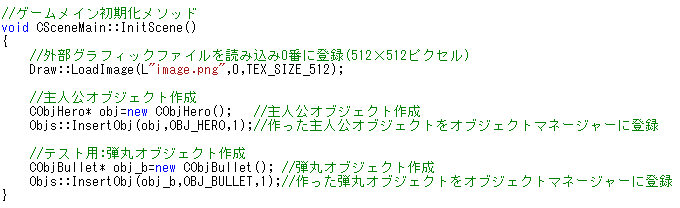 //ゲームメイン初期化メソッド
void CSceneMain::InitScene()
{
//外部グラフィックファイルを読み込み0番に登録(512×512ピクセル)
Draw::LoadImage(L"image.png",0,TEX_SIZE_512);
//主人公オブジェクト作成
CObjHero* obj=new CObjHero(); //主人公オブジェクト作成
Objs::InsertObj(obj,OBJ_HERO,1);//作った主人公オブジェクトをオブジェクトマネージャーに登録
//テスト用:弾丸オブジェクト作成
CObjBullet* obj_b=new CObjBullet(); //弾丸オブジェクト作成
Objs::InsertObj(obj_b,OBJ_BULLET,1);//作った弾丸オブジェクトをオブジェクトマネージャーに登録
}